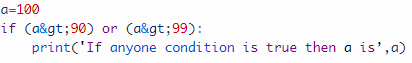 a=100
if (a&gt;90) or (a&gt;99):
    print('If anyone condition is true then a is’,a)